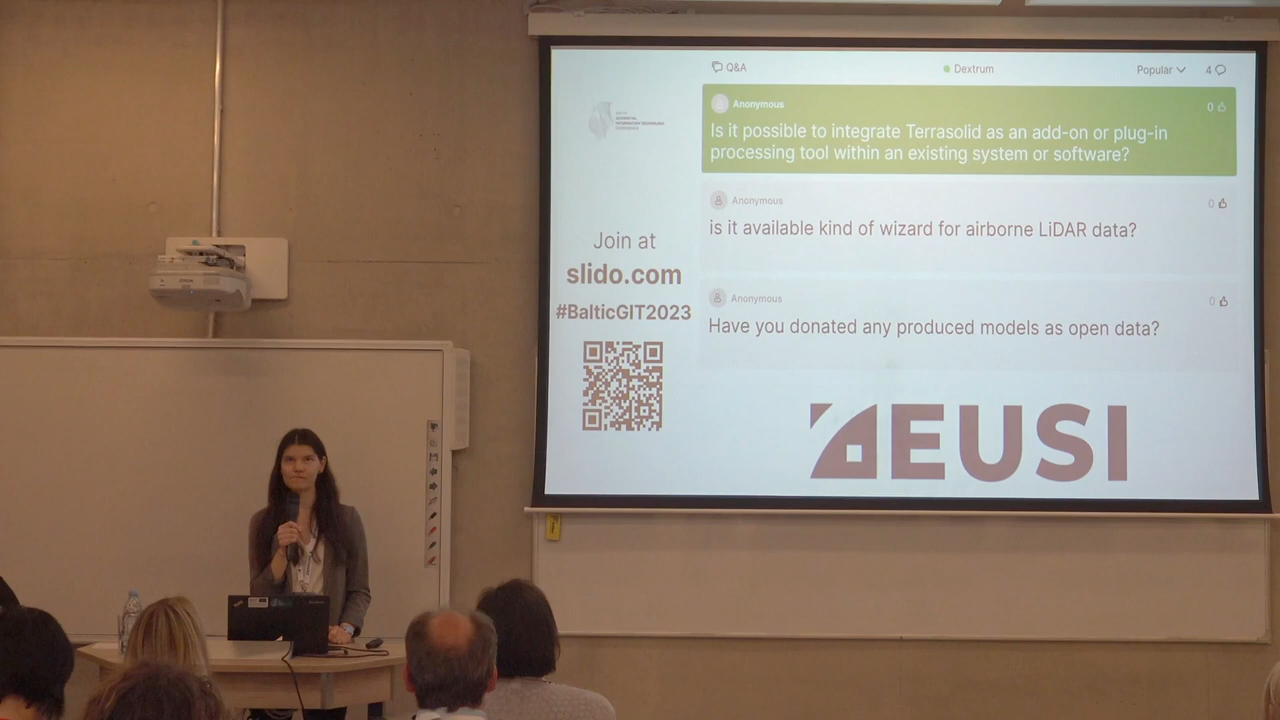 Q&A
Dextrum
Popular
4
Anonymous
0
Is it possible to integrate Terrasolid as an add-on or plug-in
processing tool within an existing system or software?
Anonymous
0
is it available kind of wizard for airborne LiDAR data?
Anonymous
0
Have you donated any produced models as open data?
Join at
slido.com
#BalticGIT2023
EUSI